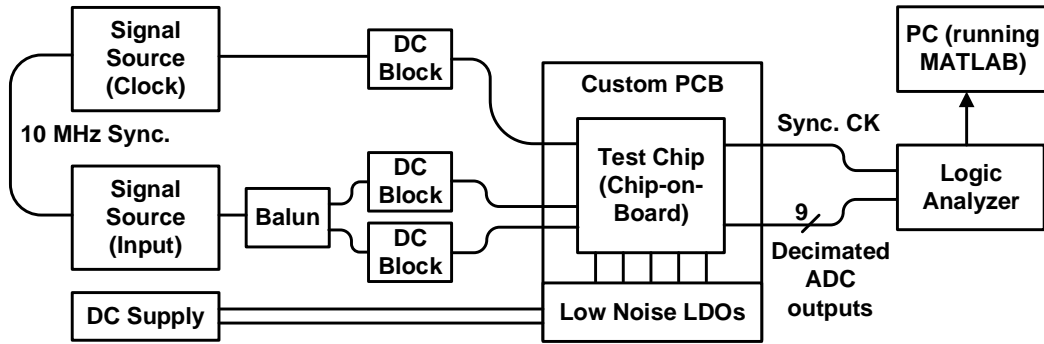 Signal
Source
(Clock)
DC
Block
10 MHz Sync.
Signal
Source
(Input)
Balun
DC
Block
DC
Block
DC Supply
Custom PCB
Test Chip
(Chip-on-
Board)
Low Noise LDOs
Sync. CK
9
Decimated
ADC
outputs
PC (running
MATLAB)
Logic
Analyzer